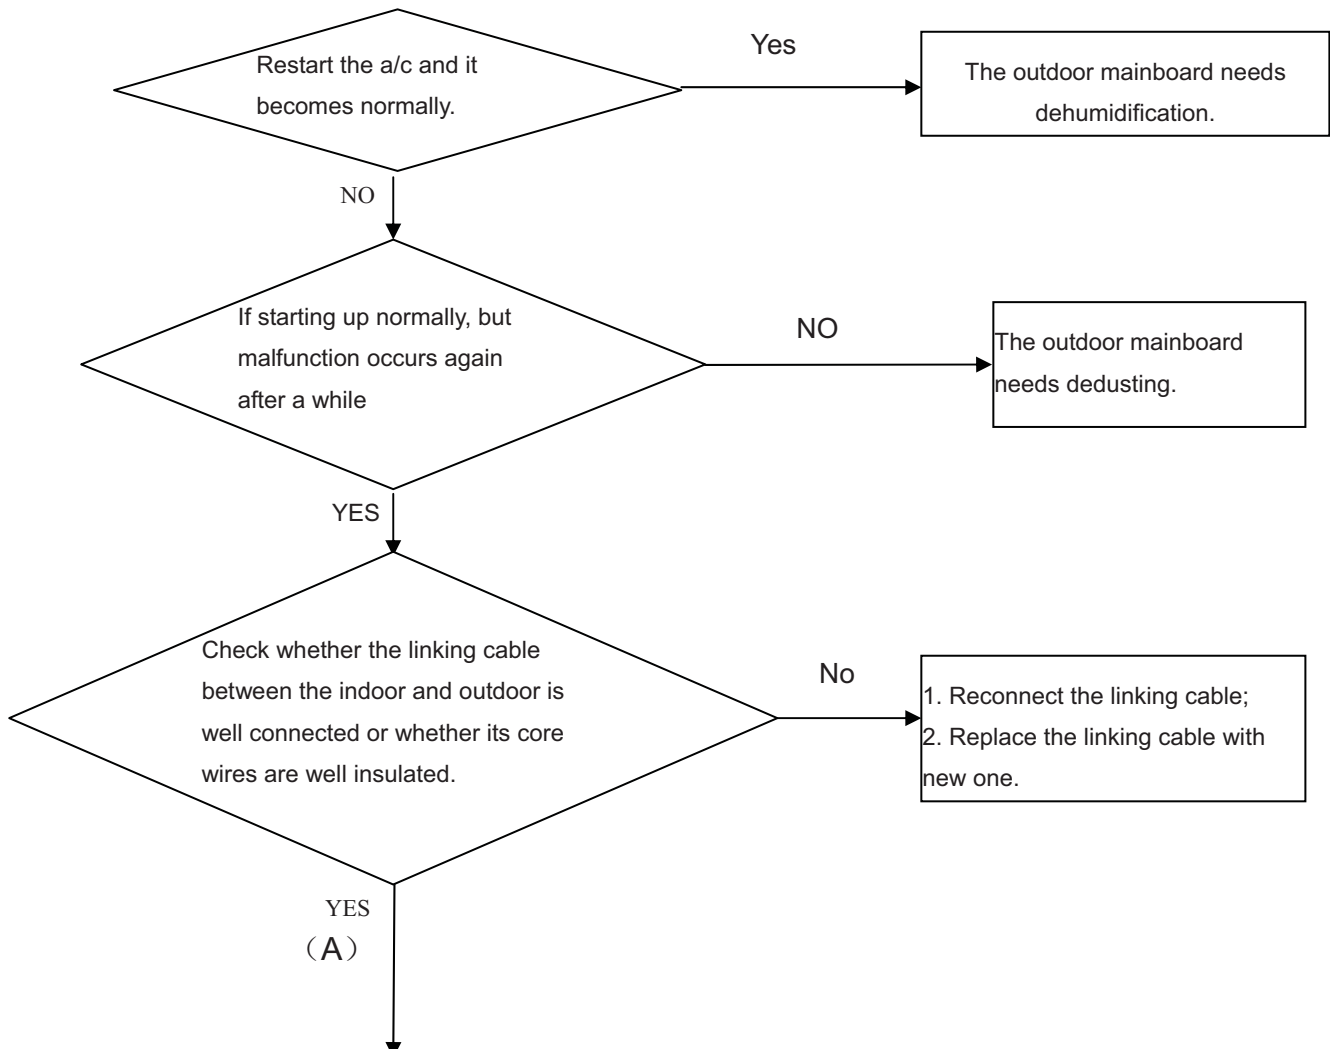 Restart the a/c and it
becomes normally.
Yes
The outdoor mainboard needs
dehumidification.
NO
If starting up normally, but
malfunction occurs again
after a while
NO
The outdoor mainboard
needs dedusting.
YES
Check whether the linking cable
between the indoor and outdoor is
well connected or whether its core
wires are well insulated.
No
1. Reconnect the linking cable;
2. Replace the linking cable with
new one.
YES
（A）